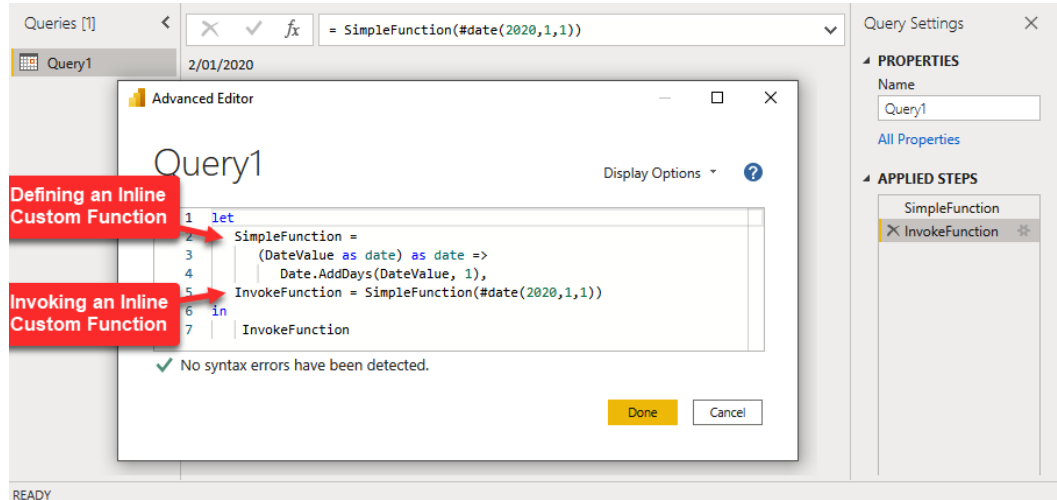 Queries [1]
fx
= SimpleFunction(#date(2020,1,1))
Query Settings
Query1
2/01/2020
PROPERTIES
Name
Query1
All Properties
APPLIED STEPS
SimpleFunction
InvokeFunction
Advanced Editor
Query1
Display Options
?
Defining an Inline
Custom Function
Invoking an Inline
Custom Function
1 let
2 SimpleFunction =
3 (DateValue as date) as date =>
4 Date.AddDays(DateValue, 1),
5 InvokeFunction = SimpleFunction(#date(2020,1,1))
6 in
7 InvokeFunction
No syntax errors have been detected.
Done
Cancel
READY